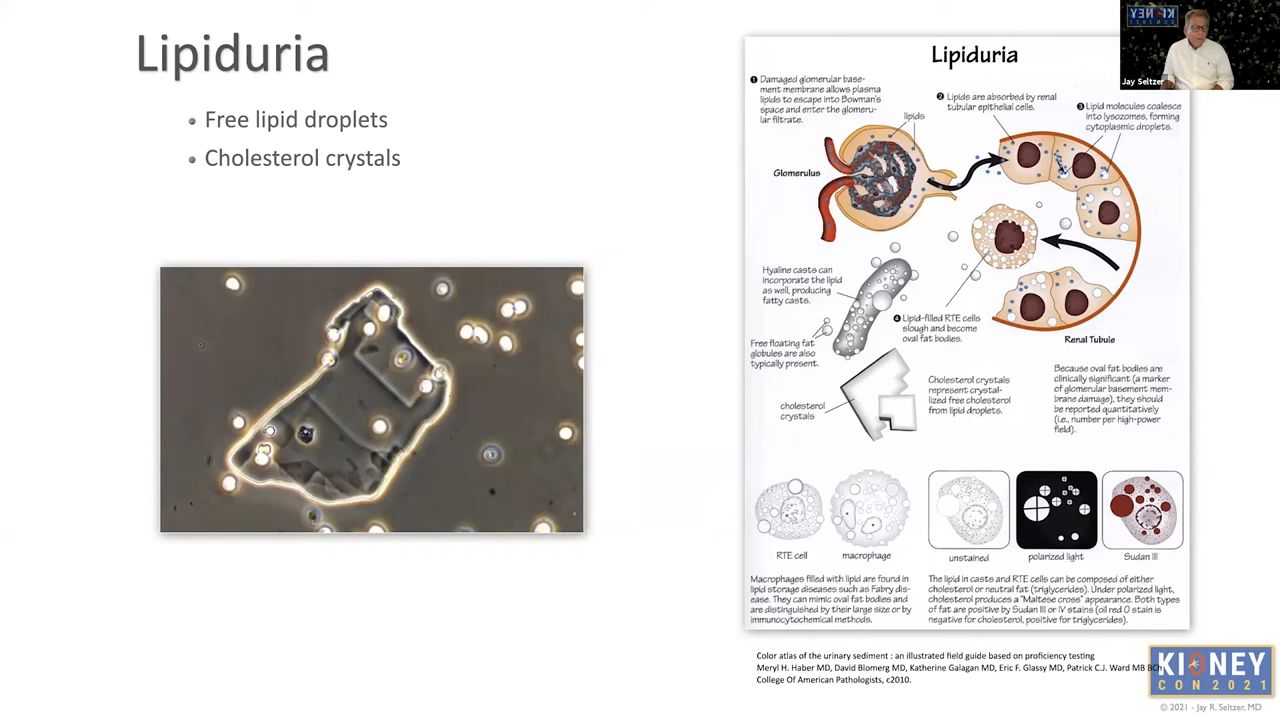 Lipiduria
Free lipid droplets
Cholesterol crystals
Jay Seltzer
Lipiduria
1 Damaged glomerular base-
ment membrane allows plasma
lipids to escape into Bowman's
space and enter the glomeru-
lar filtrate.
lipids
Glomerulus
2 Lipids are absorbed by renal
tubular epithelial cells.
3 Lipid molecules coalesce
into lysozomes, forming
cytoplasmic droplets.
Hyaline casts can
incorporate the lipid
as well, producing
fatty casts.
4 Lipid-filled RTE cells
slough and become
oval fat bodies.
Renal Tubule
Free floating fat
globules are also
typically present.
cholesterol
crystals
Cholesterol crystals
represent crystal-
lized free cholesterol
from lipid droplets.
Because oval fat bodies are
clinically significant (a marker
of glomerular basement mem-
brane damage), they should
be reported quantitatively
(i.e., number per high-power
field).
RTE cell
macrophage
unstained
polarized light
Sudan III
Macrophages filled with lipid are found in
lipid storage diseases such as Fabry dis-
ease. They can mimic oval fat bodies and
are distinguished by their large size or by
immunocytochemical methods.
The lipid in casts and RTE cells can be composed of either
cholesterol or neutral fat (triglycerides). Under polarized light,
cholesterol produces a "Maltese cross" appearance. Both types
of fat are positive by Sudan III or IV stains (oil red O stain is
negative for cholesterol, positive for triglycerides).
Color atlas of the urinary sediment : an illustrated field guide based on proficiency testing
Meryl H. Haber MD, David Blomerg MD, Katherine Galagan MD, Eric F. Glassy MD, Patrick C.J. Ward MB BCh
College Of American Pathologists, c2010.
KIDNEY
CON 2021
© 2021 - Jay R. Seltzer, MD